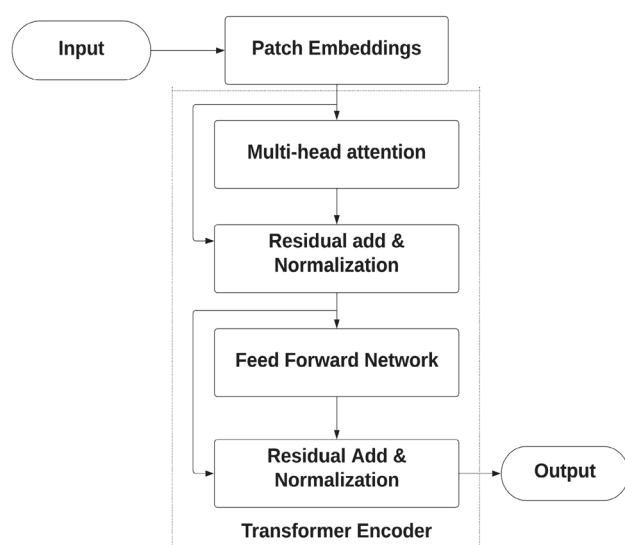 Input
Patch Embeddings
Multi-head attention
Residual add &
Normalization
Feed Forward Network
Residual Add &
Normalization
Output
Transformer Encoder